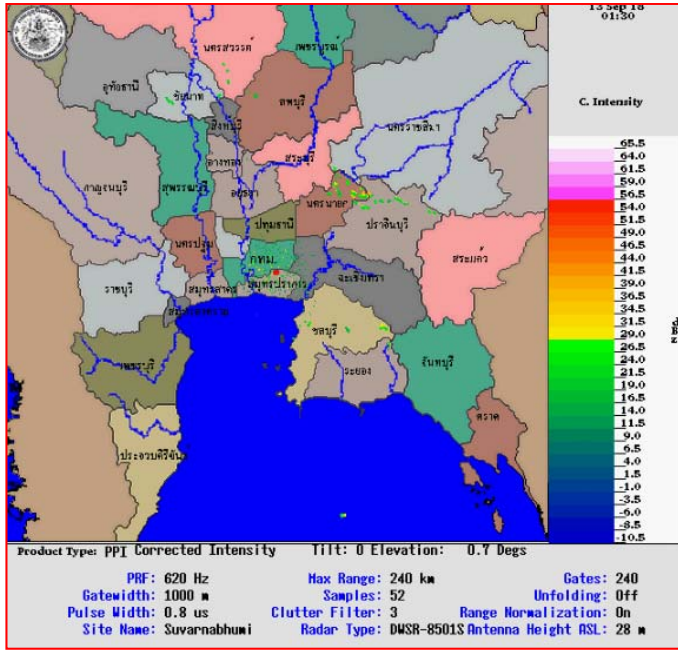 13 Sep 18
01:30
C. Intensity
นครสวรรค์
เพชรบูรณ์
อุทัยธานี
ชัยนาท
ลพบุรี
สิงห์บุรี
นครราชสีมา
อ่างทอง
สระบุรี
กาญจนบุรี
สุพรรณบุรี
อยุธยา
นครนายก
ปราจีนบุรี
ปทุมธานี
นครปฐม
สระแก้ว
กทม.
ฉะเชิงเทรา
ราชบุรี
สมุทรสาคร
สมุทรปราการ
ชลบุรี
เพชรบุรี
ระยอง
จันทบุรี
ตราด
ประจวบคีรีขันธ์
65.5
64.0
61.5
59.0
56.5
54.0
51.5
49.0
46.5
44.0
41.5
39.0
36.5
34.0
31.5
29.0
26.5
24.0
21.5
19.0
16.5
14.0
11.5
9.0
6.5
4.0
1.5
-1.0
-3.5
-6.0
-8.5
-10.5
Product Type: PPI Corrected Intensity Tilt: 0 Elevation: 0.7 Degs
PRF: 620 Hz Max Range: 240 km Gates: 240
Gatewidth: 1000 m Samples: 52 Unfolding: Off
Pulse Width: 0.8 us Clutter Filter: 3 Range Normalization: On
Site Name: Suvarnabhumi Radar Type: DWSR-8501S Antenna Height ASL: 28 m